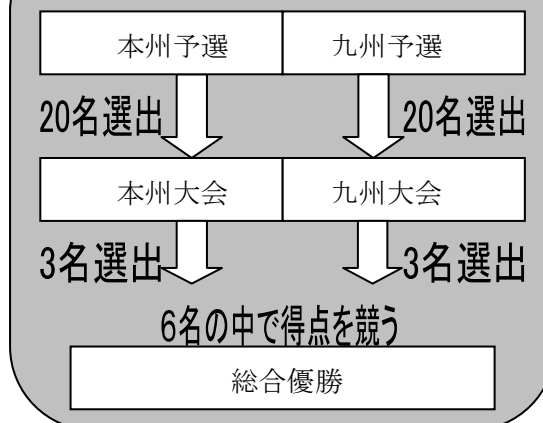 本州予選 九州予選
20名選出 20名選出
本州大会 九州大会
3名選出 3名選出
6名の中で得点を競う
総合優勝